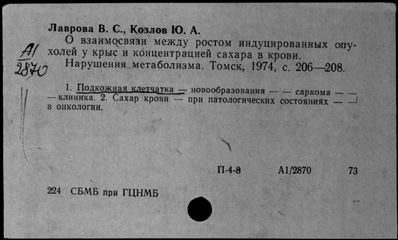 Лаврова В. С., Козлов Ю. А.
О взаимосвязи между ростом индуцированных опу-
холей у крыс и концентрацией сахара в крови.
Нарушения метаболизма. Томск, 1974, с. 206—208.
А1
2870
1. Подкожная клетчатка — новообразования — — саркома — —
— клиника. 2. Сахар крови — при патологических состояниях — —
в онкологии.
П-4-8 А1/2870 73
224 СБМБ при ГЦНМБ